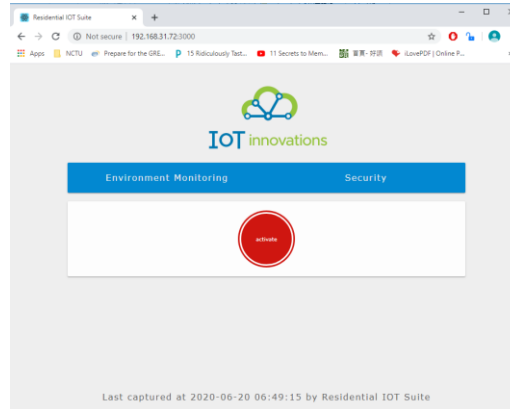 Residential IOT Suite
Not secure | 192.168.31.72:3000
Apps NCTU Prepare for the GRE... 15 Ridiculously Tast... 11 Secrets to Mem... iLovePDF | Online P...
IOT innovations
Environment Monitoring Security
activate
Last captured at 2020-06-20 06:49:15 by Residential IOT Suite